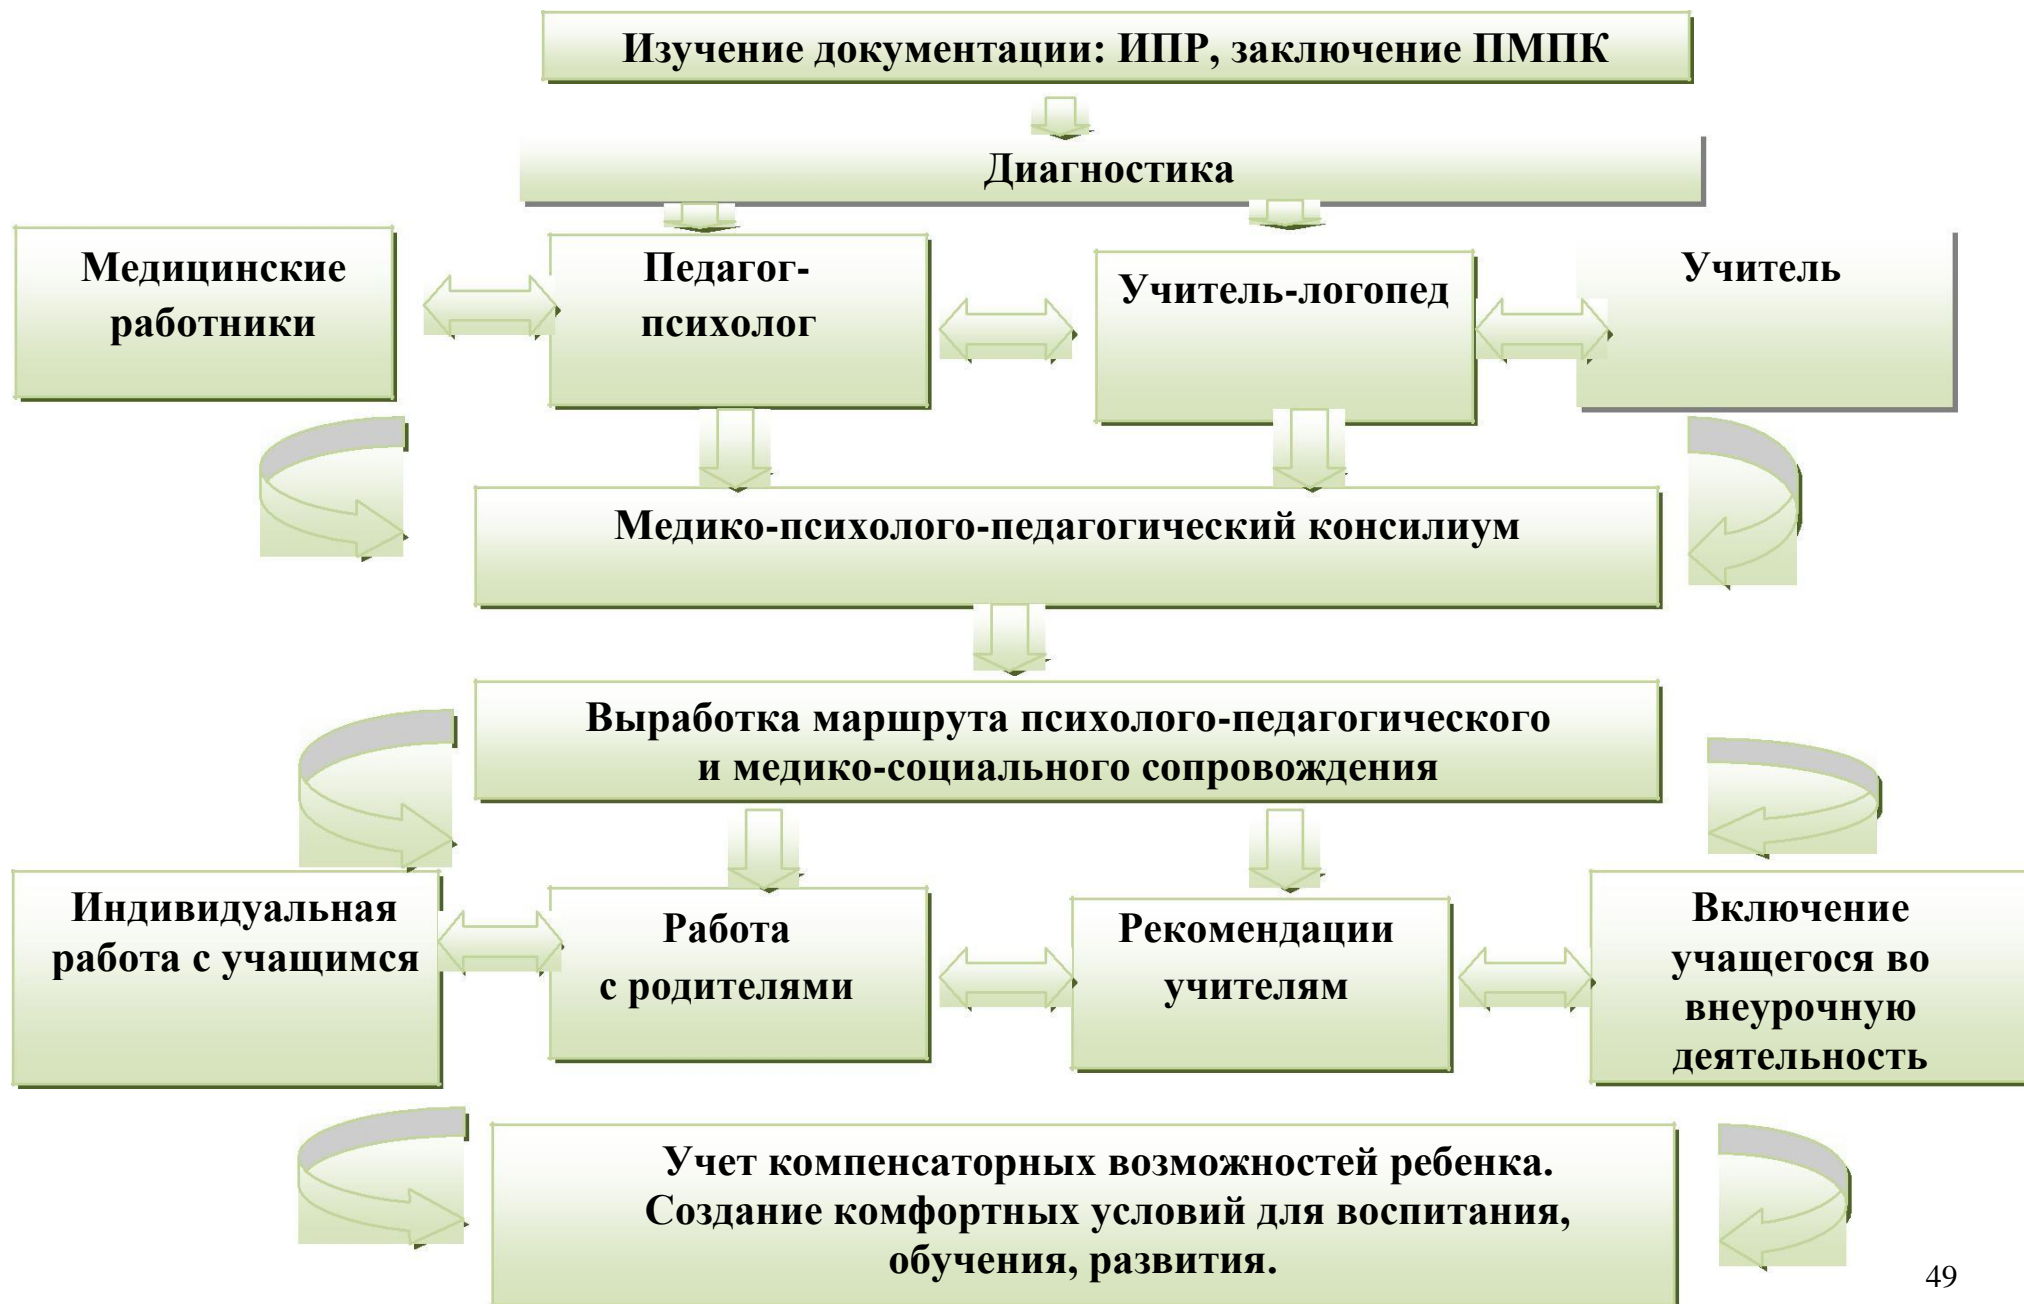 Изучение документации: ИПР, заключение ПМПК
Диагностика
Медицинские
работники
Педагог-
психолог
Учитель-логопед
Учитель
Медико-психолого-педагогический консилиум
Выработка маршрута психолого-педагогического
и медико-социального сопровождения
Индивидуальная
работа с учащимся
Работа
с родителями
Рекомендации
учителям
Включение
учащегося во
внеурочную
деятельность
Учет компенсаторных возможностей ребенка.
Создание комфортных условий для воспитания,
обучения, развития.
49